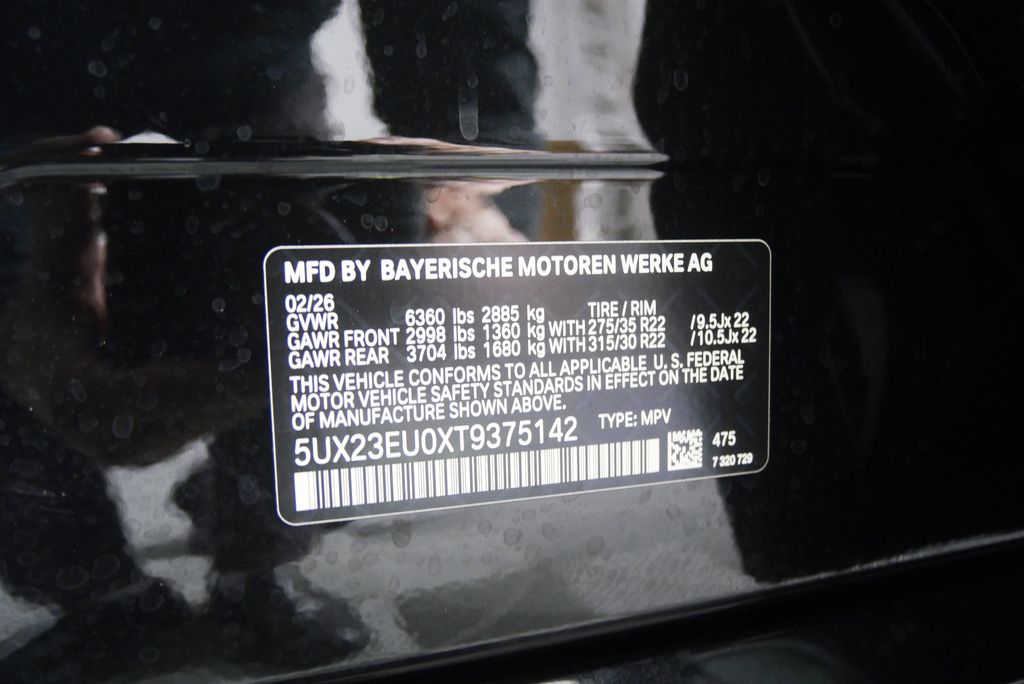 MFD BY BAYERISCHE MOTOREN WERKE AG
02/26
GVWR 6360 lbs 2885 kg TIRE / RIM
GAWR FRONT 2998 lbs 1360 kg WITH 275/35 R22 /9.5Jx 22
GAWR REAR 3704 lbs 1680 kg WITH 315/30 R22 /10.5Jx 22
THIS VEHICLE CONFORMS TO ALL APPLICABLE U. S. FEDERAL
MOTOR VEHICLE SAFETY STANDARDS IN EFFECT ON THE DATE
OF MANUFACTURE SHOWN ABOVE.
5UX23EU0XT9375142 TYPE: MPV
475
7 320 729